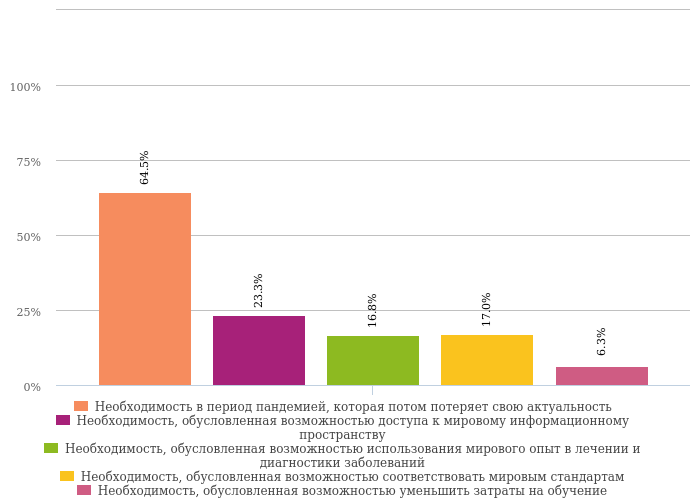 100%
75%
50%
25%
0%
64.5%
23.3%
16.8%
17.0%
6.3%
Необходимость в период пандемией, которая потом потеряет свою актуальность
Необходимость, обусловленная возможностью доступа к мировому информационному
пространству
Необходимость, обусловленная возможностью использования мирового опыт в лечении и
диагностики заболеваний
Необходимость, обусловленная возможностью соответствовать мировым стандартам
Необходимость, обусловленная возможностью уменьшить затраты на обучение